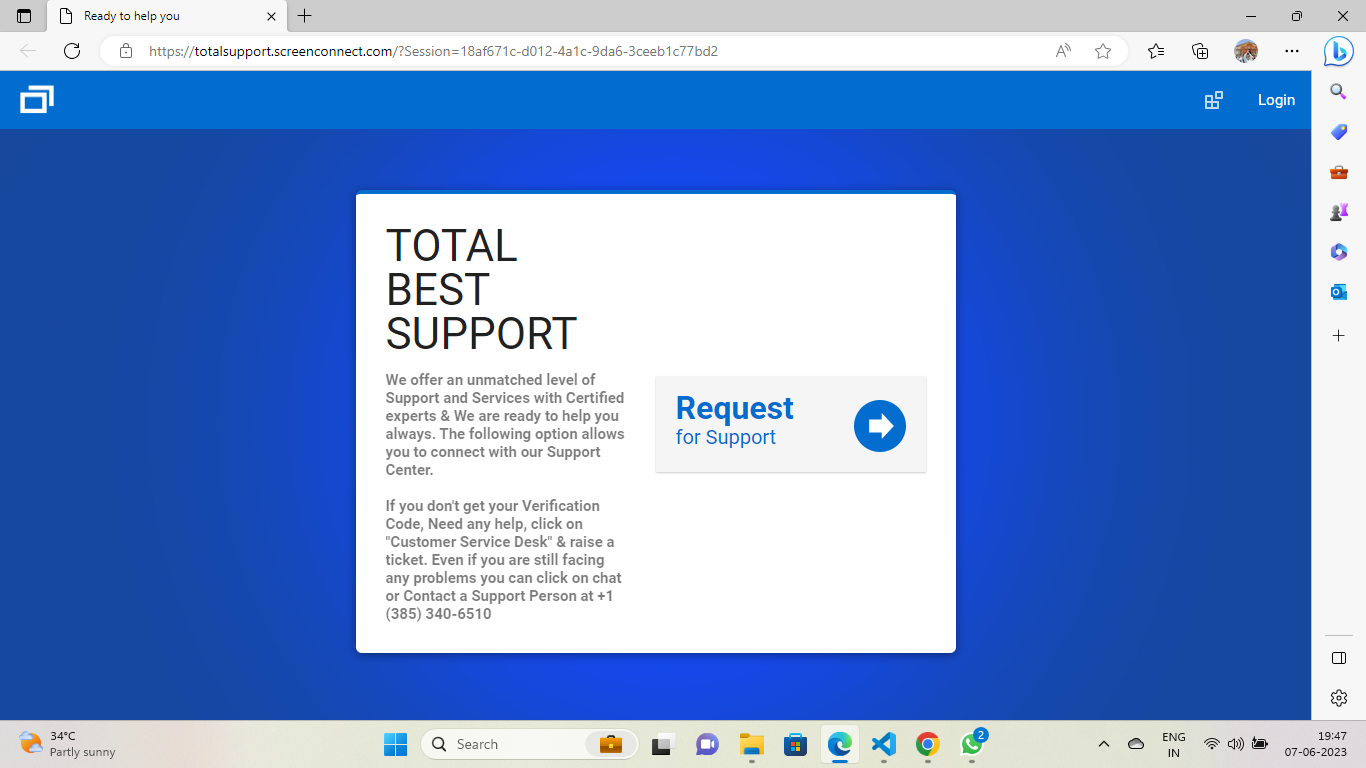 Ready to help you
https://totalsupport.screenconnect.com/?Session=18af671c-d012-4a1c-9da6-3ceeb1c77bd2
Login
TOTAL
BEST
SUPPORT
We offer an unmatched level of
Support and Services with Certified
experts & We are ready to help you
always. The following option allows
you to connect with our Support
Center.
If you don't get your Verification
Code, Need any help, click on
"Customer Service Desk" & raise a
ticket. Even if you are still facing
any problems you can click on chat
or Contact a Support Person at +1
(385) 340-6510
Request
for Support
34°C
Partly sunny
Search
2
ENG
IN
19:47
07-06-2023